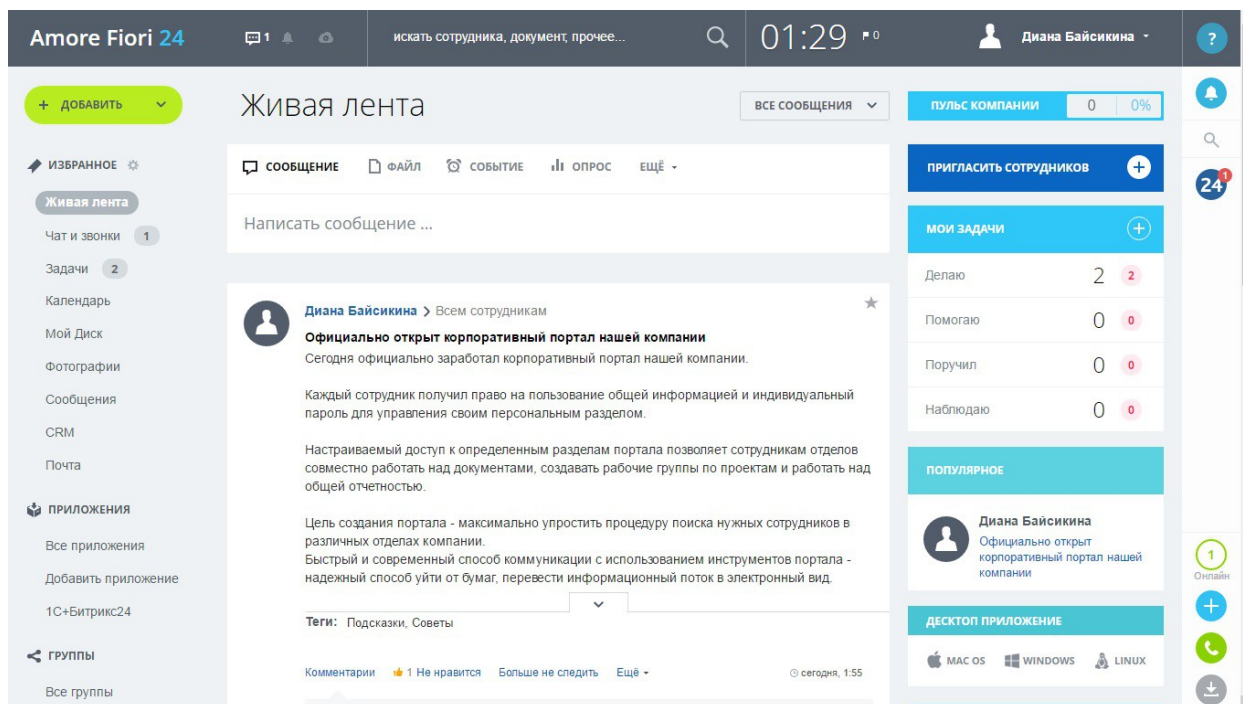 Amore Fiori 24
1
искать сотрудника, документ, прочее...
01:29
0
Диана Байсикина
?
+ ДОБАВИТЬ
Живая лента
ВСЕ СООБЩЕНИЯ
ПУЛЬС КОМПАНИИ 0 0%
ИЗБРАННОЕ
Живая лента
Чат и звонки 1
Задачи 2
Календарь
Мой Диск
Фотографии
Сообщения
CRM
Почта
ПРИЛОЖЕНИЯ
Все приложения
Добавить приложение
1С+Битрикс24
ГРУППЫ
Все группы
СООБЩЕНИЕ ФАЙЛ СОБЫТИЕ ОПРОС ЕЩЁ
Написать сообщение ...
Диана Байсикина > Всем сотрудникам
Официально открыт корпоративный портал нашей компании
Сегодня официально заработал корпоративный портал нашей компании.
Каждый сотрудник получил право на пользование общей информацией и индивидуальный
пароль для управления своим персональным разделом.
Настраиваемый доступ к определенным разделам портала позволяет сотрудникам отделов
совместно работать над документами, создавать рабочие группы по проектам и работать над
общей отчетностью.
Цель создания портала - максимально упростить процедуру поиска нужных сотрудников в
различных отделах компании.
Быстрый и современный способ коммуникации с использованием инструментов портала -
надежный способ уйти от бумаг, перевести информационный поток в электронный вид.
Теги: Подсказки, Советы
Комментарии 1 Не нравится Больше не следить Ещё сегодня, 1:55
ПРИГЛАСИТЬ СОТРУДНИКОВ
МОИ ЗАДАЧИ
Делаю 2 2
Помогаю 0 0
Поручил 0 0
Наблюдаю 0 0
ПОПУЛЯРНОЕ
Диана Байсикина
Официально открыт
корпоративный портал нашей
компании
ДЕСКТОП ПРИЛОЖЕНИЕ
MAC OS WINDOWS LINUX
24 1
1
Онлайн